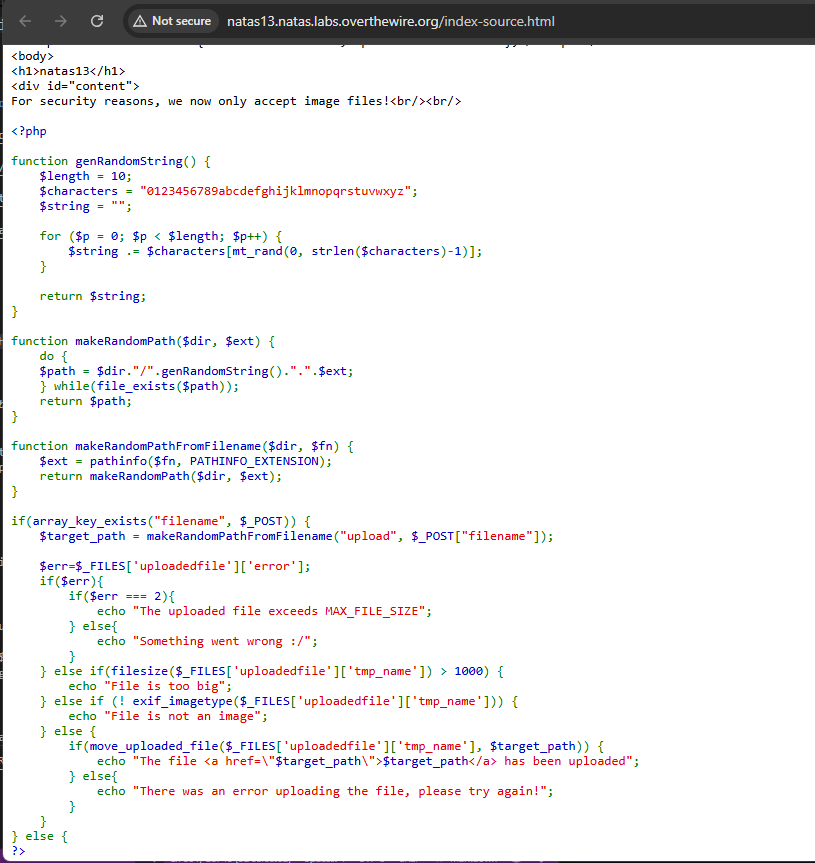 Not secure natas13.natas.labs.overthewire.org/index-source.html
<body>
<h1>natas13</h1>
<div id="content">
For security reasons, we now only accept image files!<br/><br/>
<?php
function genRandomString() {
    $length = 10;
    $characters = "0123456789abcdefghijklmnopqrstuvwxyz";
    $string = "";
    for ($p = 0; $p < $length; $p++) {
        $string .= $characters[mt_rand(0, strlen($characters)-1)];
    }
    return $string;
}
function makeRandomPath($dir, $ext) {
    do {
    $path = $dir."/".genRandomString().".".$ext;
    } while(file_exists($path));
    return $path;
}
function makeRandomPathFromFilename($dir, $fn) {
    $ext = pathinfo($fn, PATHINFO_EXTENSION);
    return makeRandomPath($dir, $ext);
}
if(array_key_exists("filename", $_POST)) {
    $target_path = makeRandomPathFromFilename("upload", $_POST["filename"]);
    $err=$_FILES['uploadedfile']['error'];
    if($err){
        if($err === 2){
            echo "The uploaded file exceeds MAX_FILE_SIZE";
        } else{
            echo "Something went wrong :/";
        }
    } else if(filesize($_FILES['uploadedfile']['tmp_name']) > 1000) {
        echo "File is too big";
    } else if (! exif_imagetype($_FILES['uploadedfile']['tmp_name'])) {
        echo "File is not an image";
    } else {
        if(move_uploaded_file($_FILES['uploadedfile']['tmp_name'], $target_path)) {
            echo "The file <a href=\"$target_path\">$target_path</a> has been uploaded";
        } else{
            echo "There was an error uploading the file, please try again!";
        }
    }
} else {
?>